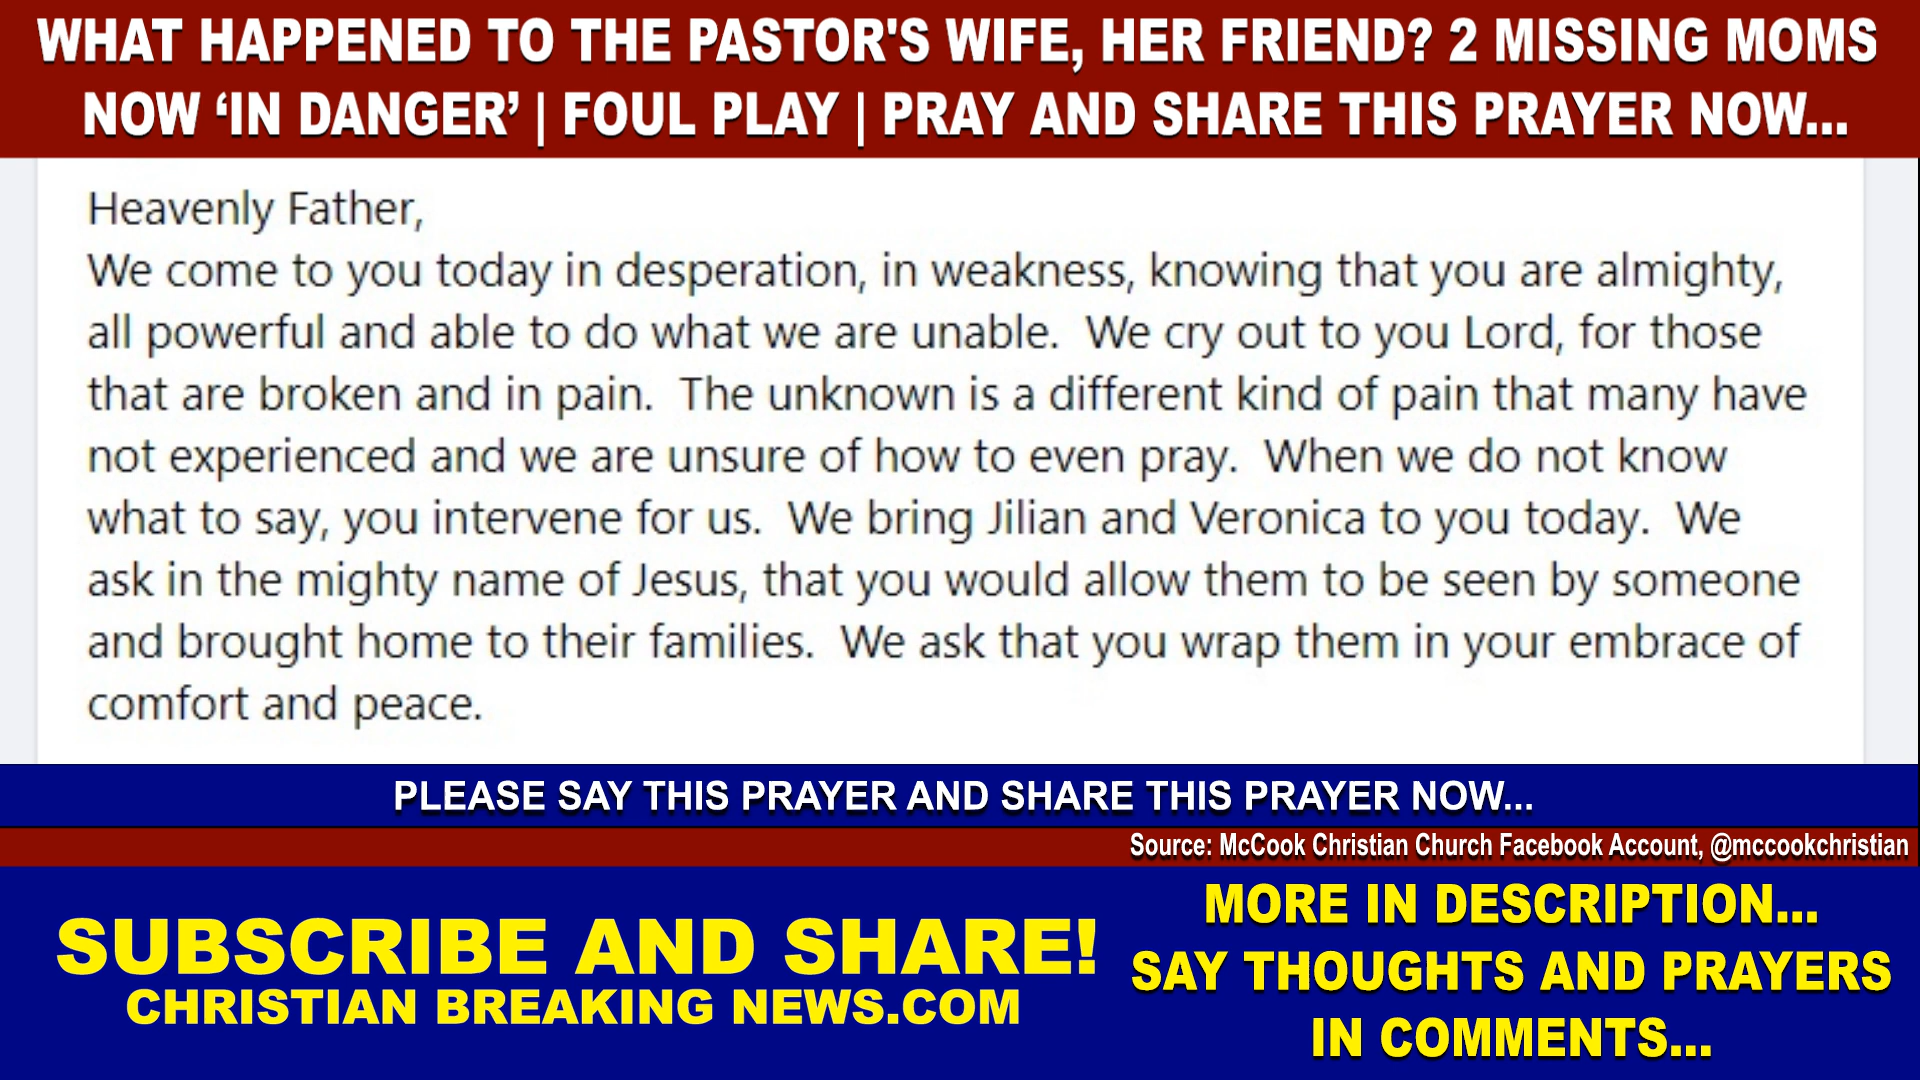 WHAT HAPPENED TO THE PASTOR'S WIFE, HER FRIEND? 2 MISSING MOMS
NOW ‘IN DANGER’ | FOUL PLAY | PRAY AND SHARE THIS PRAYER NOW...
Heavenly Father,
We come to you today in desperation, in weakness, knowing that you are almighty,
all powerful and able to do what we are unable.  We cry out to you Lord, for those
that are broken and in pain.  The unknown is a different kind of pain that many have
not experienced and we are unsure of how to even pray.  When we do not know
what to say, you intervene for us.  We bring Jilian and Veronica to you today.  We
ask in the mighty name of Jesus, that you would allow them to be seen by someone
and brought home to their families.  We ask that you wrap them in your embrace of
comfort and peace.
PLEASE SAY THIS PRAYER AND SHARE THIS PRAYER NOW...
Source: McCook Christian Church Facebook Account, @mccookchristian
SUBSCRIBE AND SHARE!
CHRISTIAN BREAKING NEWS.COM
MORE IN DESCRIPTION...
SAY THOUGHTS AND PRAYERS
IN COMMENTS...